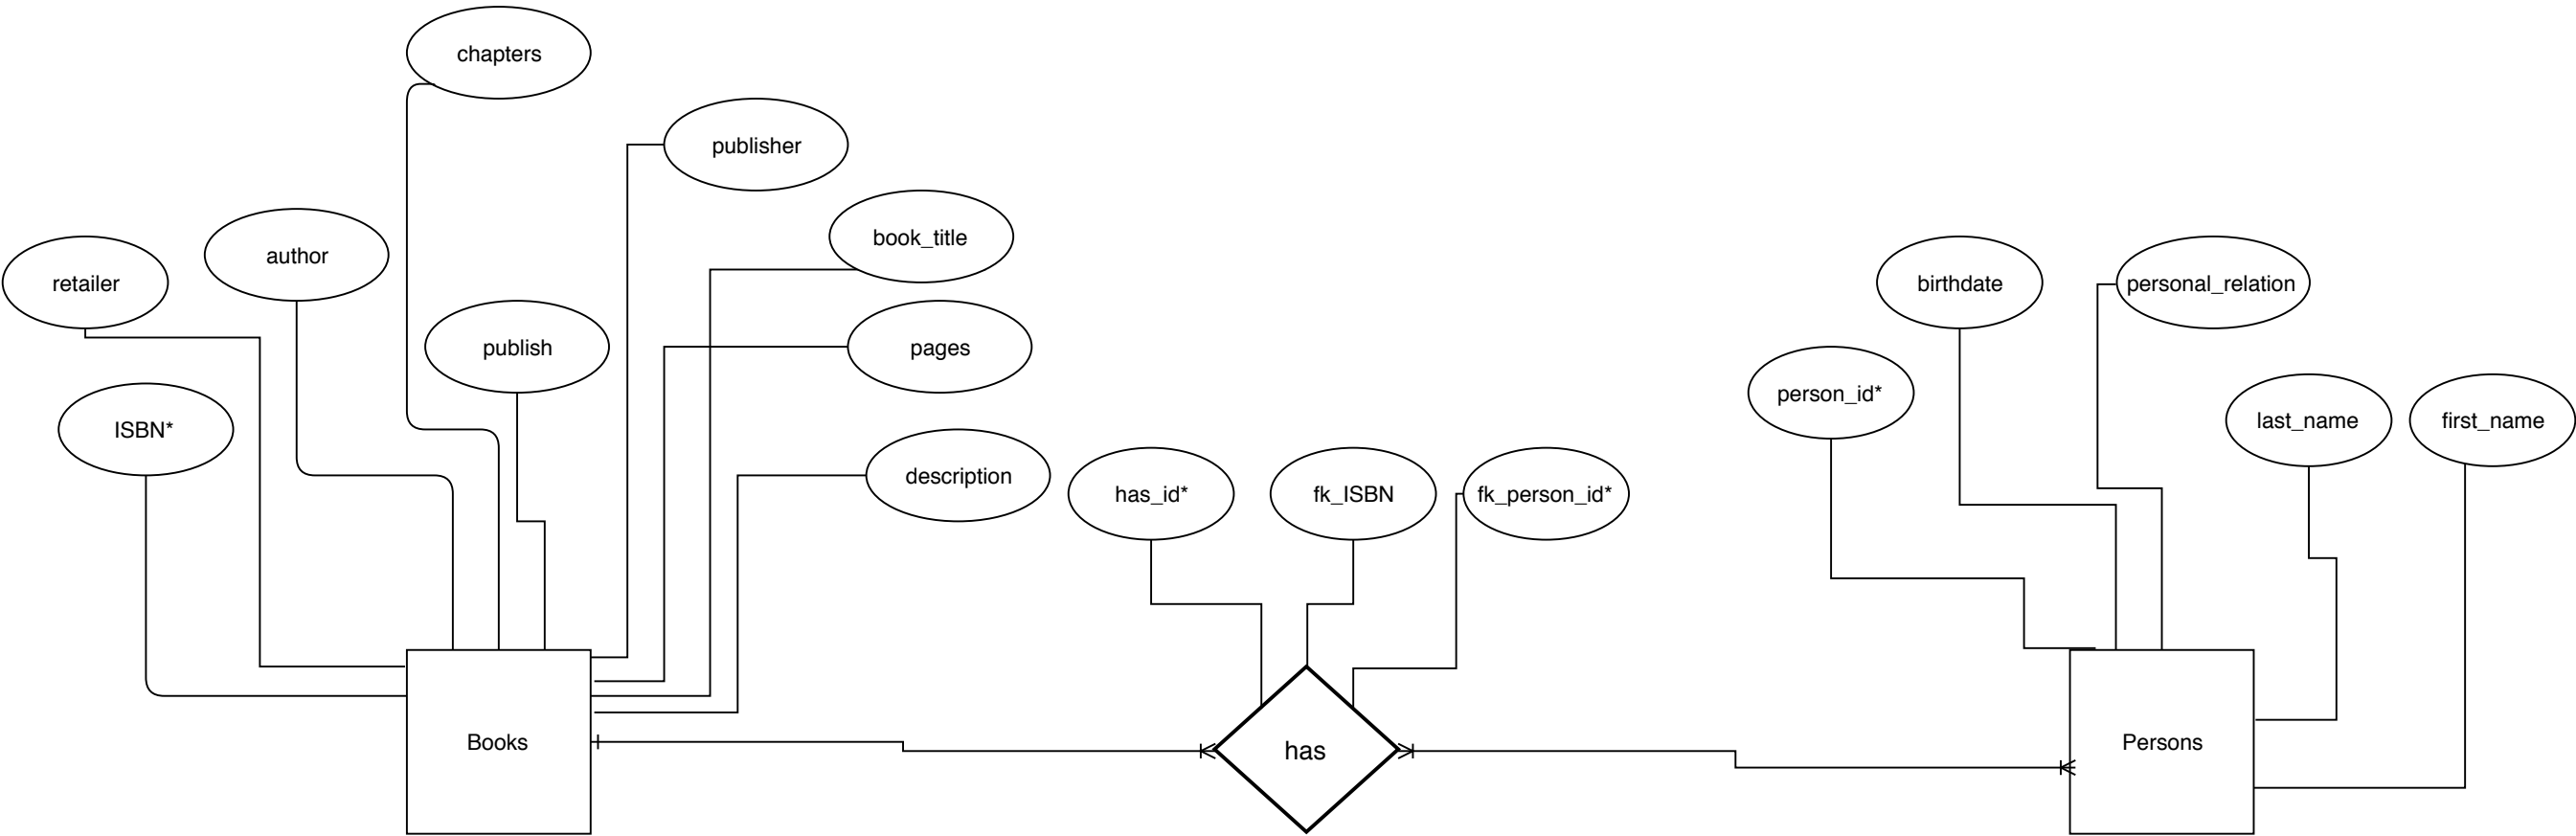 chapters
publisher
book_title
author
retailer
birthdate
personal_relation
publish
pages
person_id*
last_name
first_name
ISBN*
description
has_id*
fk_ISBN
fk_person_id*
Books
has
Persons